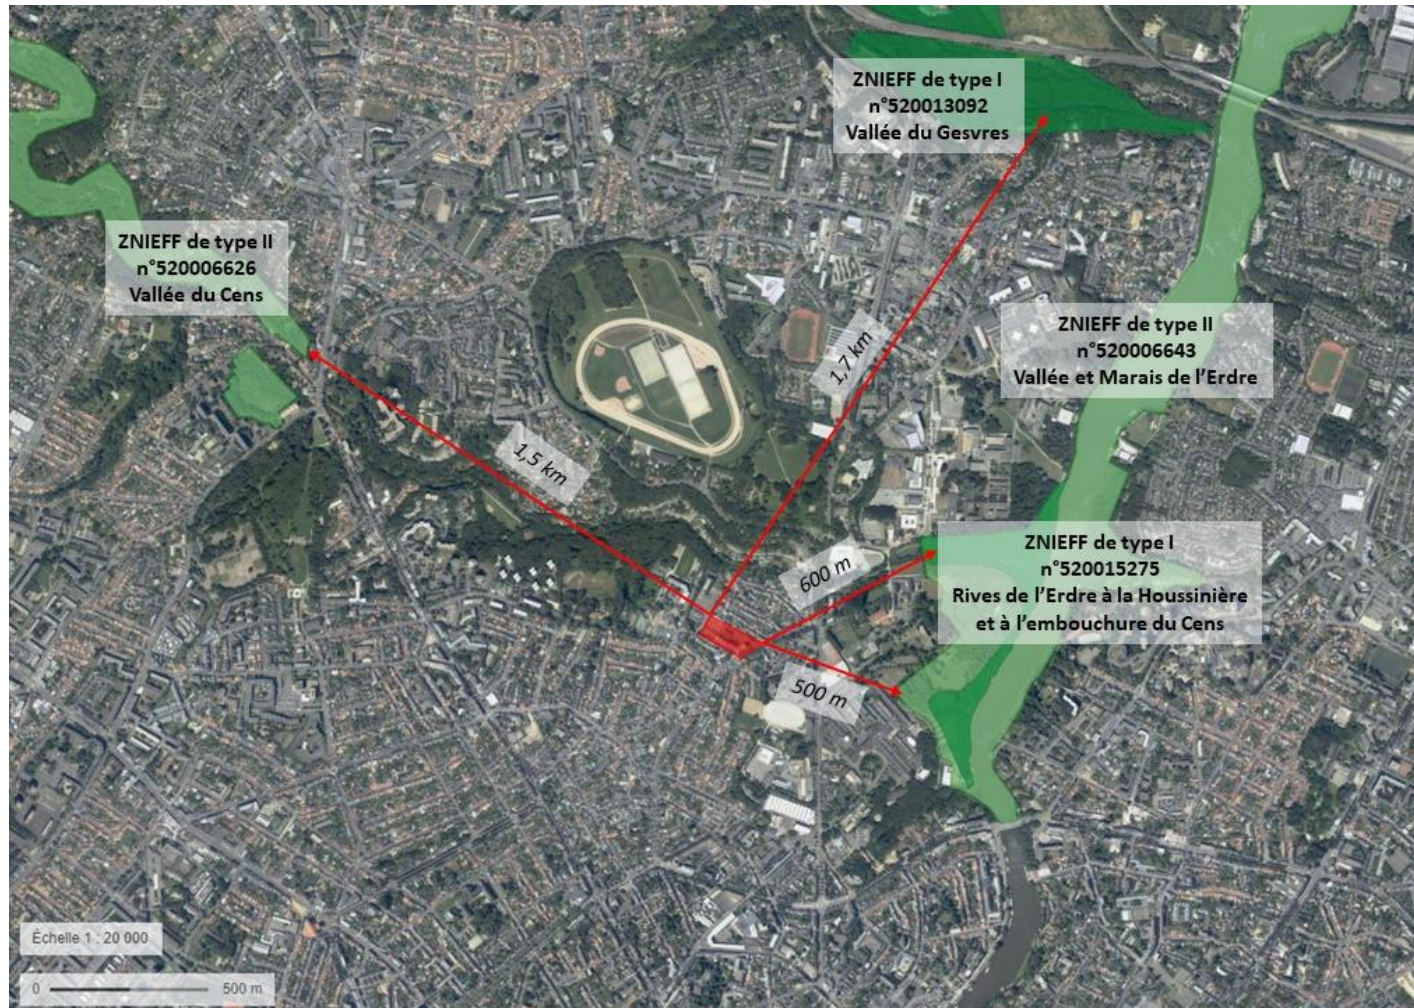 ZNIEFF de type I
n°520013092
Vallée du Gesvres
ZNIEFF de type II
n°520006626
Vallée du Cens
ZNIEFF de type II
n°520006643
Vallée et Marais de l’Erdre
1,7 km
1,5 km
ZNIEFF de type I
n°520015275
Rives de l’Erdre à la Houssinière
et à l’embouchure du Cens
600 m
500 m
Échelle 1 : 20 000
0 500 m